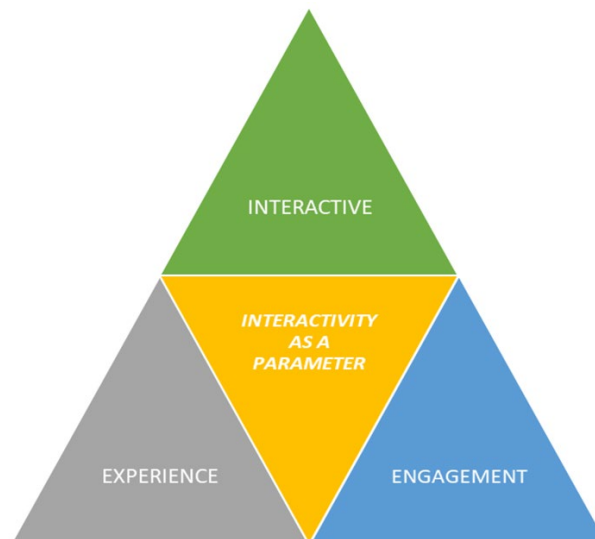 INTERACTIVE
INTERACTIVITY
AS A
PARAMETER
EXPERIENCE
ENGAGEMENT